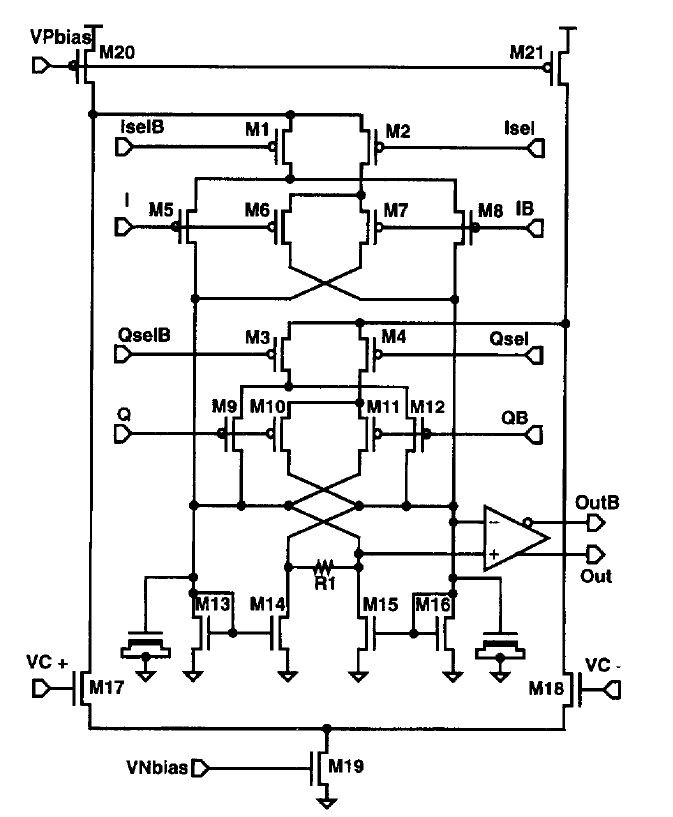 VPbias
M20
M21
IselB
M1
M2
Isel
I
M5
M6
M7
M8
IB
QselB
M3
M4
Qsel
Q
M9
M10
M11
M12
QB
OutB
−
+
Out
R1
M13
M14
M15
M16
VC +
M17
M18
VC -
VNbias
M19